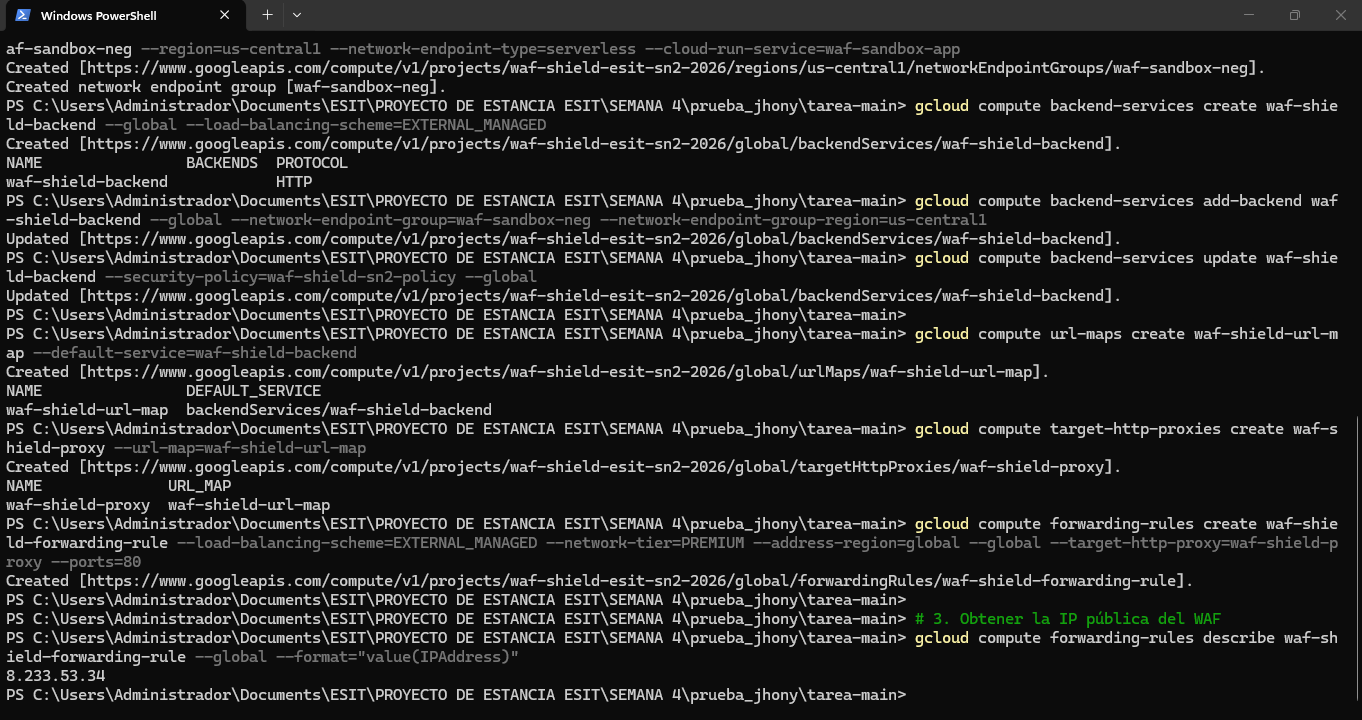 Windows PowerShell
af-sandbox-neg --region=us-central1 --network-endpoint-type=serverless --cloud-run-service=waf-sandbox-app
Created [https://www.googleapis.com/compute/v1/projects/waf-shield-esit-sn2-2026/regions/us-central1/networkEndpointGroups/waf-sandbox-neg].
Created network endpoint group [waf-sandbox-neg].
PS C:\Users\Administrador\Documents\ESIT\PROYECTO DE ESTANCIA ESIT\SEMANA 4\prueba_jhony\tarea-main> gcloud compute backend-services create waf-shie
ld-backend --global --load-balancing-scheme=EXTERNAL_MANAGED
Created [https://www.googleapis.com/compute/v1/projects/waf-shield-esit-sn2-2026/global/backendServices/waf-shield-backend].
NAME                BACKENDS  PROTOCOL
waf-shield-backend            HTTP
PS C:\Users\Administrador\Documents\ESIT\PROYECTO DE ESTANCIA ESIT\SEMANA 4\prueba_jhony\tarea-main> gcloud compute backend-services add-backend waf
-shield-backend --global --network-endpoint-group=waf-sandbox-neg --network-endpoint-group-region=us-central1
Updated [https://www.googleapis.com/compute/v1/projects/waf-shield-esit-sn2-2026/global/backendServices/waf-shield-backend].
PS C:\Users\Administrador\Documents\ESIT\PROYECTO DE ESTANCIA ESIT\SEMANA 4\prueba_jhony\tarea-main> gcloud compute backend-services update waf-shie
ld-backend --security-policy=waf-shield-sn2-policy --global
Updated [https://www.googleapis.com/compute/v1/projects/waf-shield-esit-sn2-2026/global/backendServices/waf-shield-backend].
PS C:\Users\Administrador\Documents\ESIT\PROYECTO DE ESTANCIA ESIT\SEMANA 4\prueba_jhony\tarea-main>
PS C:\Users\Administrador\Documents\ESIT\PROYECTO DE ESTANCIA ESIT\SEMANA 4\prueba_jhony\tarea-main> gcloud compute url-maps create waf-shield-url-m
ap --default-service=waf-shield-backend
Created [https://www.googleapis.com/compute/v1/projects/waf-shield-esit-sn2-2026/global/urlMaps/waf-shield-url-map].
NAME                DEFAULT_SERVICE
waf-shield-url-map  backendServices/waf-shield-backend
PS C:\Users\Administrador\Documents\ESIT\PROYECTO DE ESTANCIA ESIT\SEMANA 4\prueba_jhony\tarea-main> gcloud compute target-http-proxies create waf-s
hield-proxy --url-map=waf-shield-url-map
Created [https://www.googleapis.com/compute/v1/projects/waf-shield-esit-sn2-2026/global/targetHttpProxies/waf-shield-proxy].
NAME              URL_MAP
waf-shield-proxy  waf-shield-url-map
PS C:\Users\Administrador\Documents\ESIT\PROYECTO DE ESTANCIA ESIT\SEMANA 4\prueba_jhony\tarea-main> gcloud compute forwarding-rules create waf-shie
ld-forwarding-rule --load-balancing-scheme=EXTERNAL_MANAGED --network-tier=PREMIUM --address-region=global --global --target-http-proxy=waf-shield-p
roxy --ports=80
Created [https://www.googleapis.com/compute/v1/projects/waf-shield-esit-sn2-2026/global/forwardingRules/waf-shield-forwarding-rule].
PS C:\Users\Administrador\Documents\ESIT\PROYECTO DE ESTANCIA ESIT\SEMANA 4\prueba_jhony\tarea-main>
PS C:\Users\Administrador\Documents\ESIT\PROYECTO DE ESTANCIA ESIT\SEMANA 4\prueba_jhony\tarea-main> # 3. Obtener la IP pública del WAF
PS C:\Users\Administrador\Documents\ESIT\PROYECTO DE ESTANCIA ESIT\SEMANA 4\prueba_jhony\tarea-main> gcloud compute forwarding-rules describe waf-sh
ield-forwarding-rule --global --format="value(IPAddress)"
8.233.53.34
PS C:\Users\Administrador\Documents\ESIT\PROYECTO DE ESTANCIA ESIT\SEMANA 4\prueba_jhony\tarea-main>